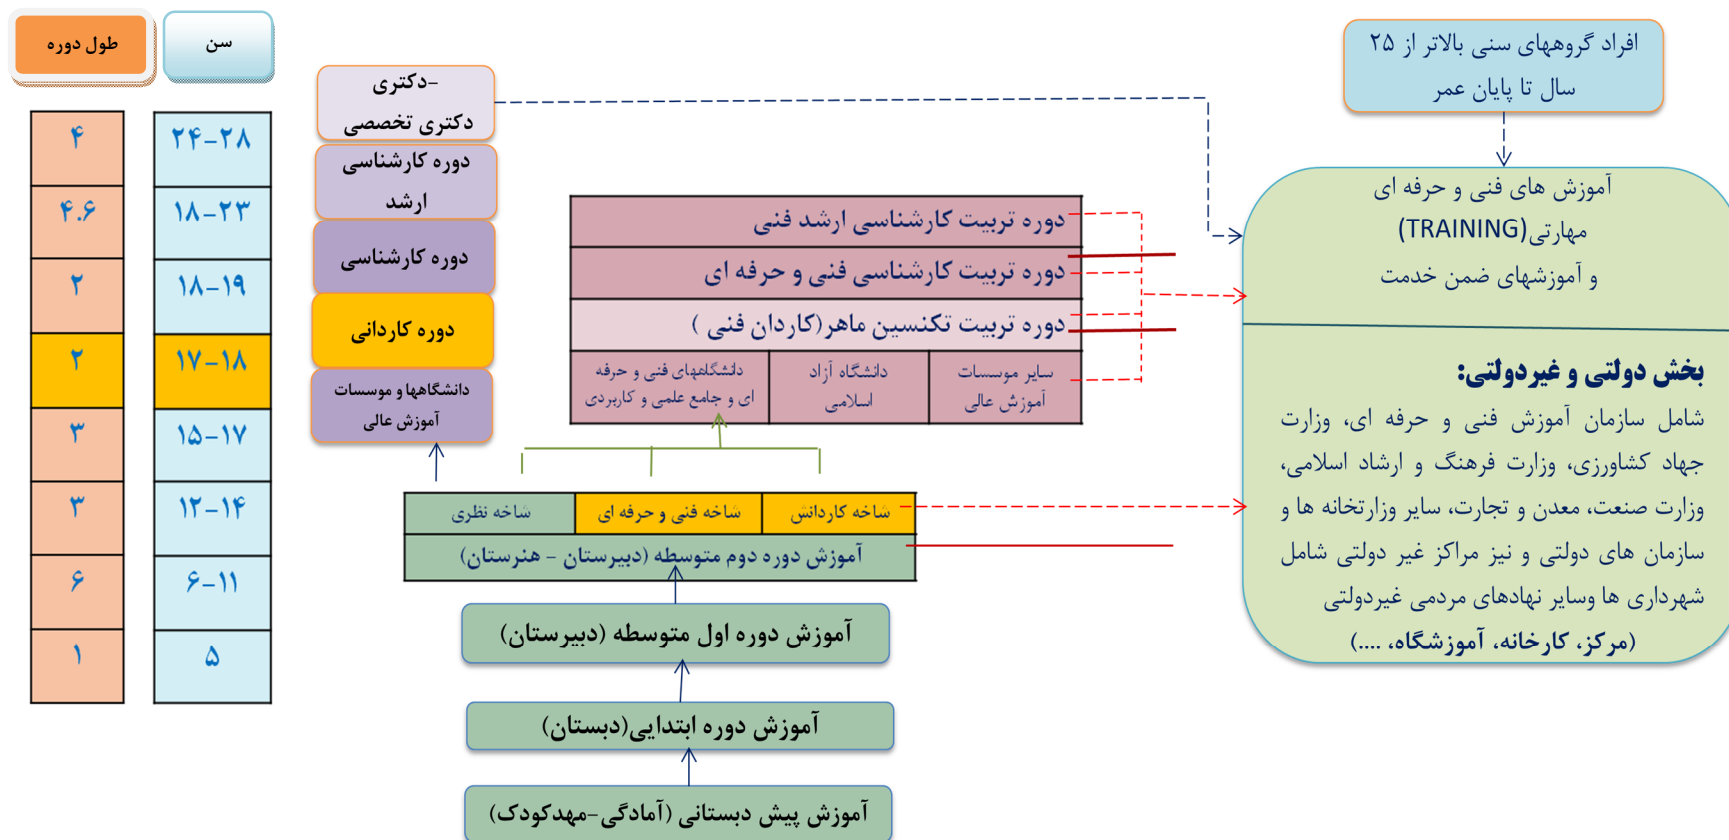 سن
طول دوره
۲۴-۲۸
۴
۱۸-۲۳
۴.۶
۱۸-۱۹
۲
۱۷-۱۸
۲
۱۵-۱۷
۳
۱۲-۱۴
۳
۶-۱۱
۶
۵
۱
دکتری-
دکتری تخصصی
دوره کارشناسی
ارشد
دوره کارشناسی
دوره کاردانی
دانشگاهها و موسسات
آموزش عالی
دوره تربیت کارشناسی ارشد فنی
دوره تربیت کارشناسی فنی و حرفه ای
دوره تربیت تکنسین ماهر(کاردان فنی )
سایر موسسات
آموزش عالی
دانشگاه آزاد
اسلامی
دانشگاههای فنی و حرفه
ای و جامع علمی و کاربردی
شاخه کاردانش
شاخه فنی و حرفه ای
شاخه نظری
آموزش دوره دوم متوسطه (دبیرستان - هنرستان)
آموزش دوره اول متوسطه (دبیرستان)
آموزش دوره ابتدایی(دبستان)
آموزش پیش دبستانی (آمادگی-مهدکودک)
افراد گروههای سنی بالاتر از ۲۵
سال تا پایان عمر
آموزش های فنی و حرفه ای
مهارتی(TRAINING)
و آموزشهای ضمن خدمت
بخش دولتی و غیردولتی:
شامل سازمان آموزش فنی و حرفه ای، وزارت
جهاد کشاورزی، وزارت فرهنگ و ارشاد اسلامی،
وزارت صنعت، معدن و تجارت، سایر وزارتخانه ها و
سازمان های دولتی و نیز مراکز غیر دولتی شامل
شهرداری ها وسایر نهادهای مردمی غیردولتی
(مرکز، کارخانه، آموزشگاه، ....)